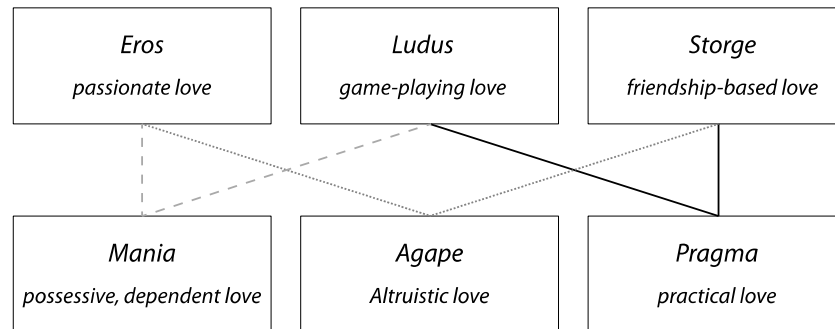 Eros
passionate love
Ludus
game-playing love
Storge
friendship-based love
Mania
possessive, dependent love
Agape
Altruistic love
Pragma
practical love